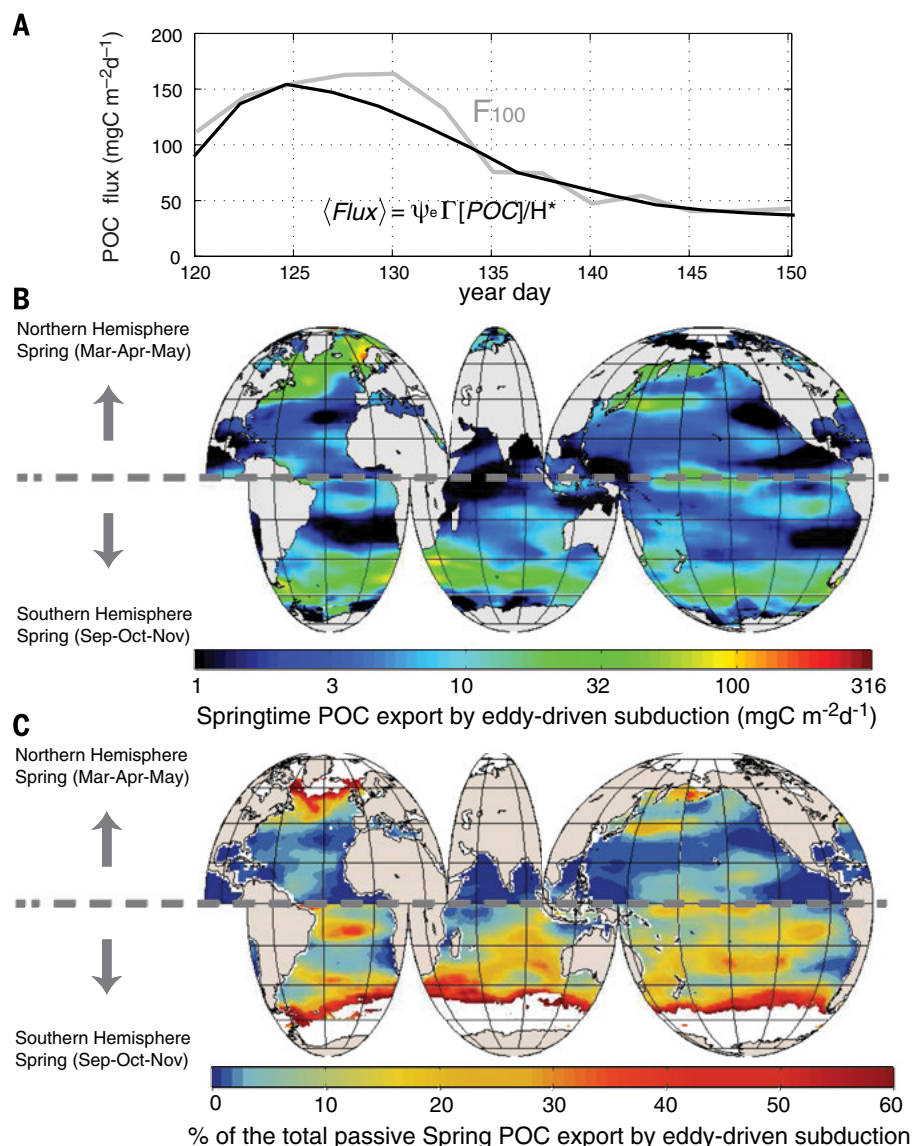 A
200
150
100
50
0
POC flux (mgC m⁻²d⁻¹)
F₁₀₀
⟨Flux⟩ = ψₑ Γ[POC]/H*
120 125 130 135 140 145 150
year day
B
Northern Hemisphere
Spring (Mar-Apr-May)
Southern Hemisphere
Spring (Sep-Oct-Nov)
1 3 10 32 100 316
Springtime POC export by eddy-driven subduction (mgC m⁻²d⁻¹)
C
Northern Hemisphere
Spring (Mar-Apr-May)
Southern Hemisphere
Spring (Sep-Oct-Nov)
0 10 20 30 40 50 60
% of the total passive Spring POC export by eddy-driven subduction